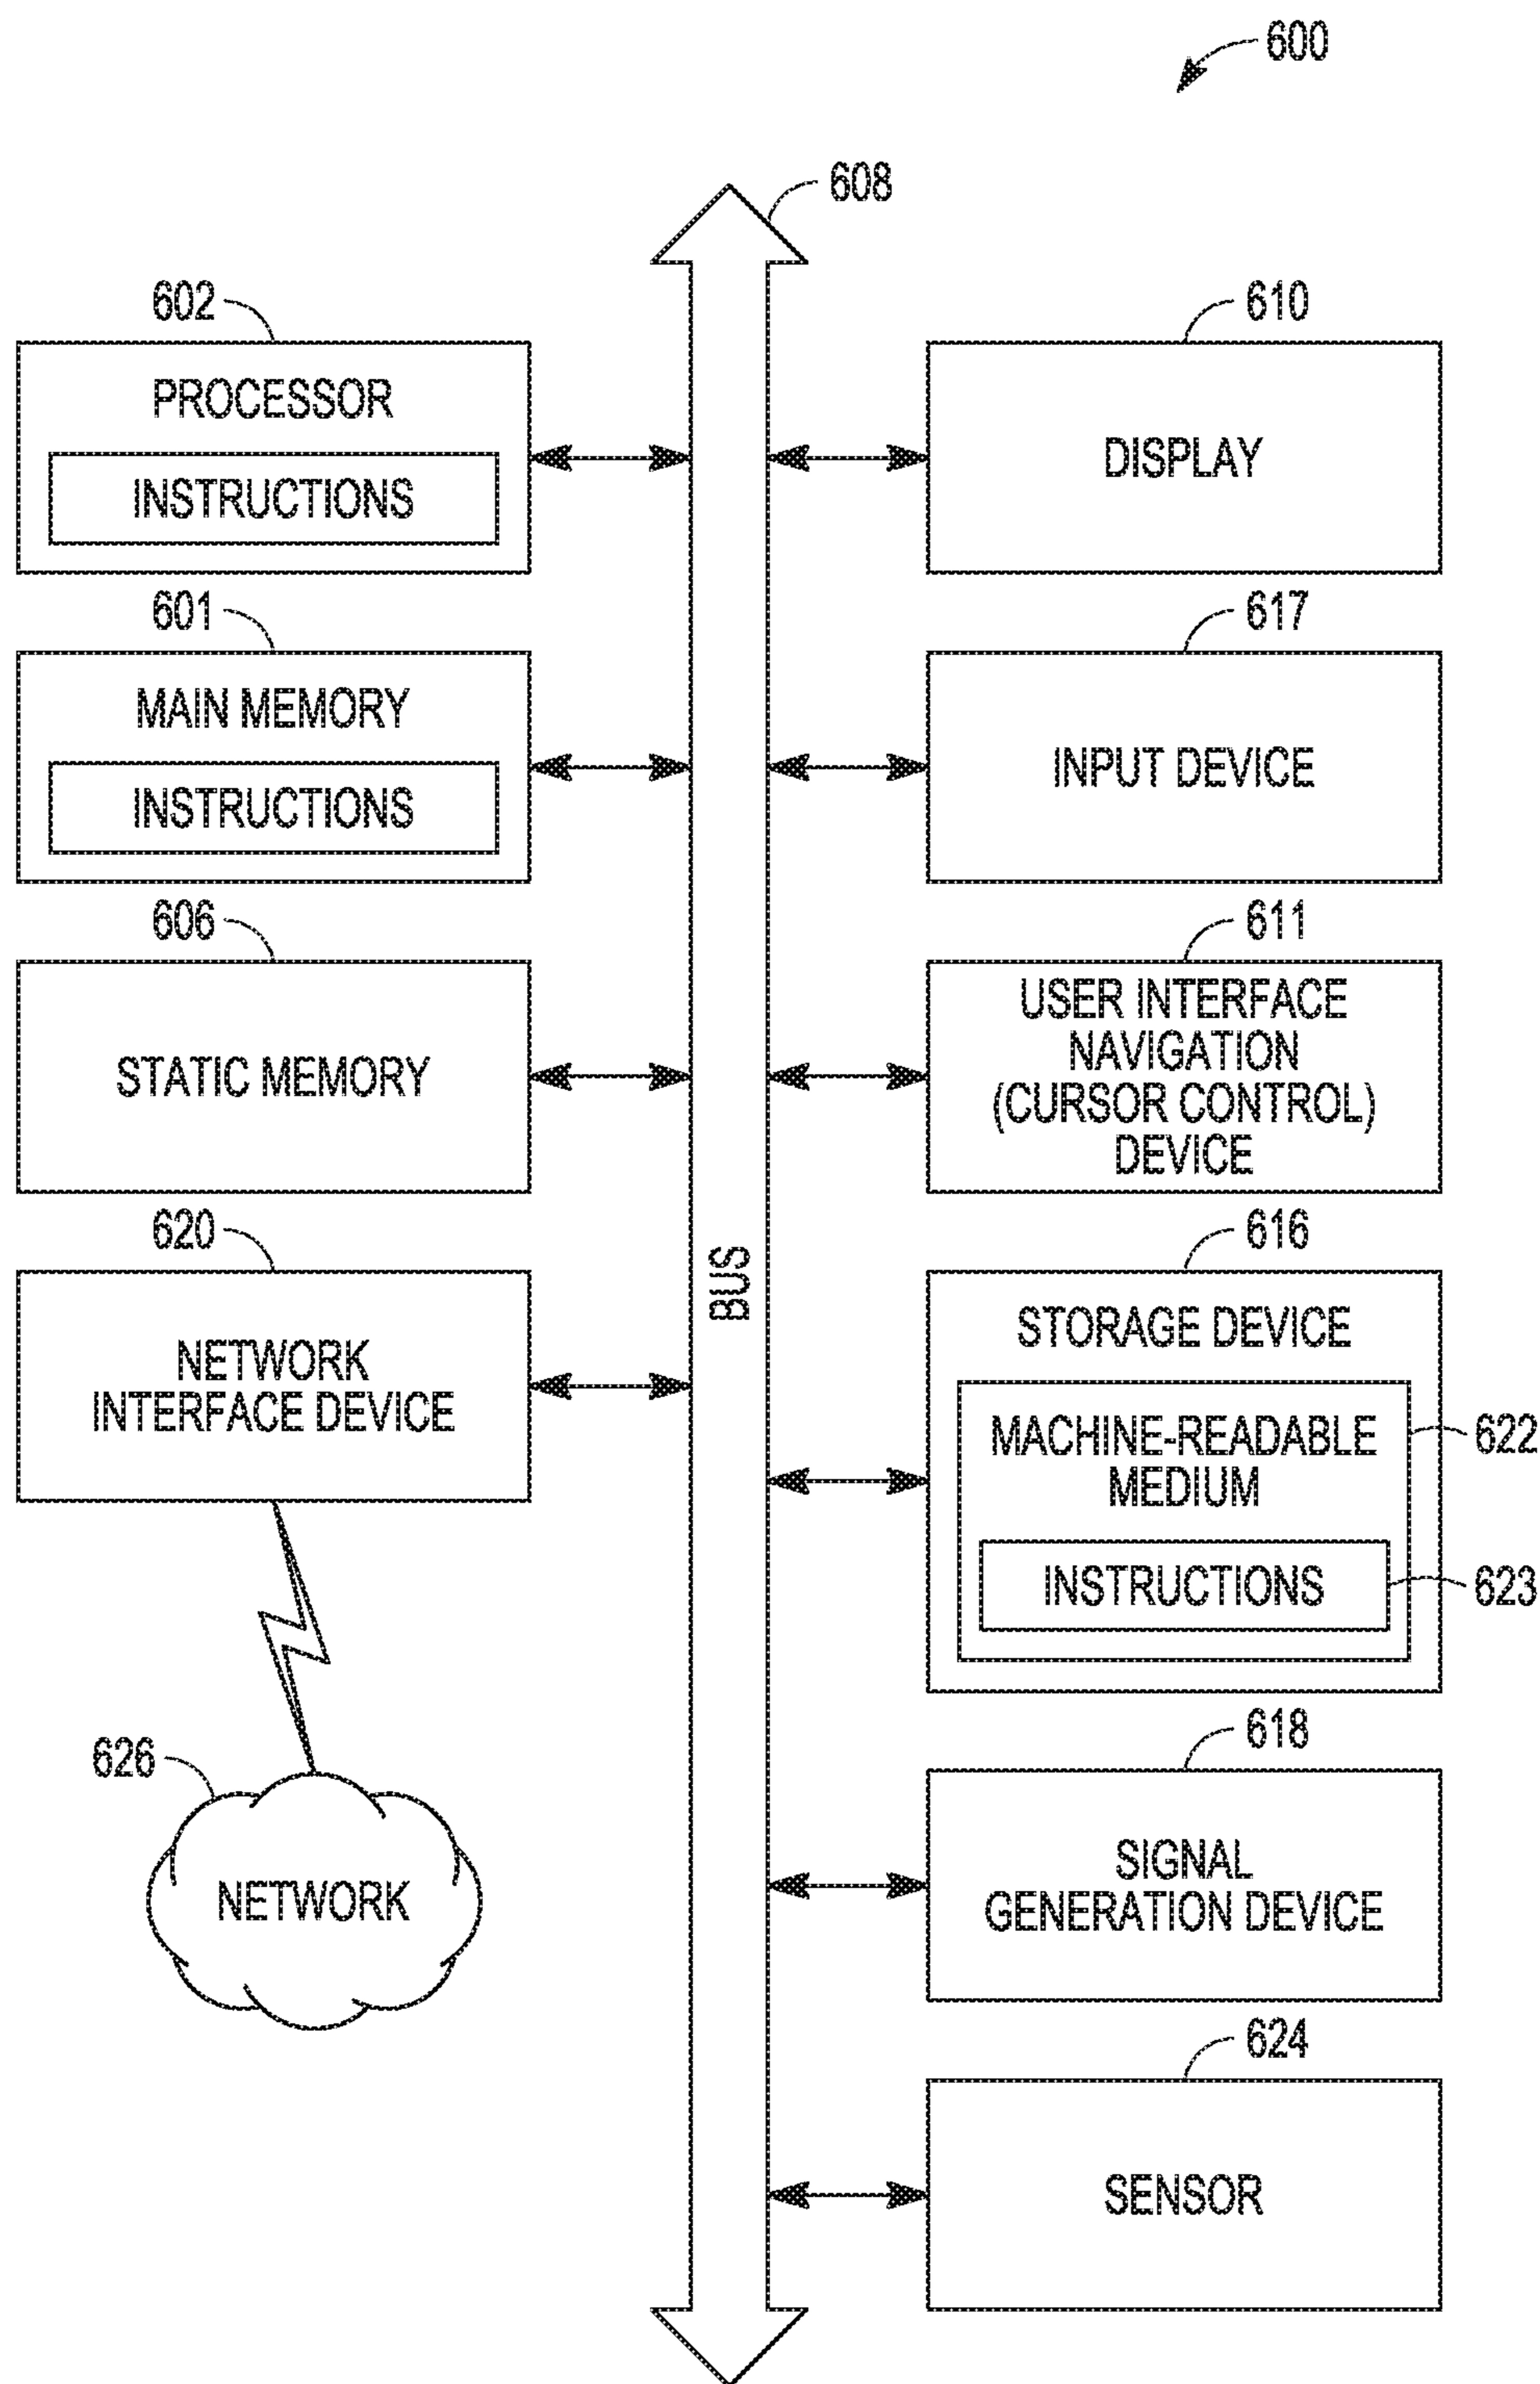 600
608
602
PROCESSOR
INSTRUCTIONS
610
DISPLAY
601
MAIN MEMORY
INSTRUCTIONS
617
INPUT DEVICE
606
STATIC MEMORY
611
USER INTERFACE
NAVIGATION
(CURSOR CONTROL)
DEVICE
620
NETWORK
INTERFACE DEVICE
BUS
616
STORAGE DEVICE
MACHINE-READABLE
MEDIUM
622
INSTRUCTIONS
623
626
NETWORK
618
SIGNAL
GENERATION DEVICE
624
SENSOR